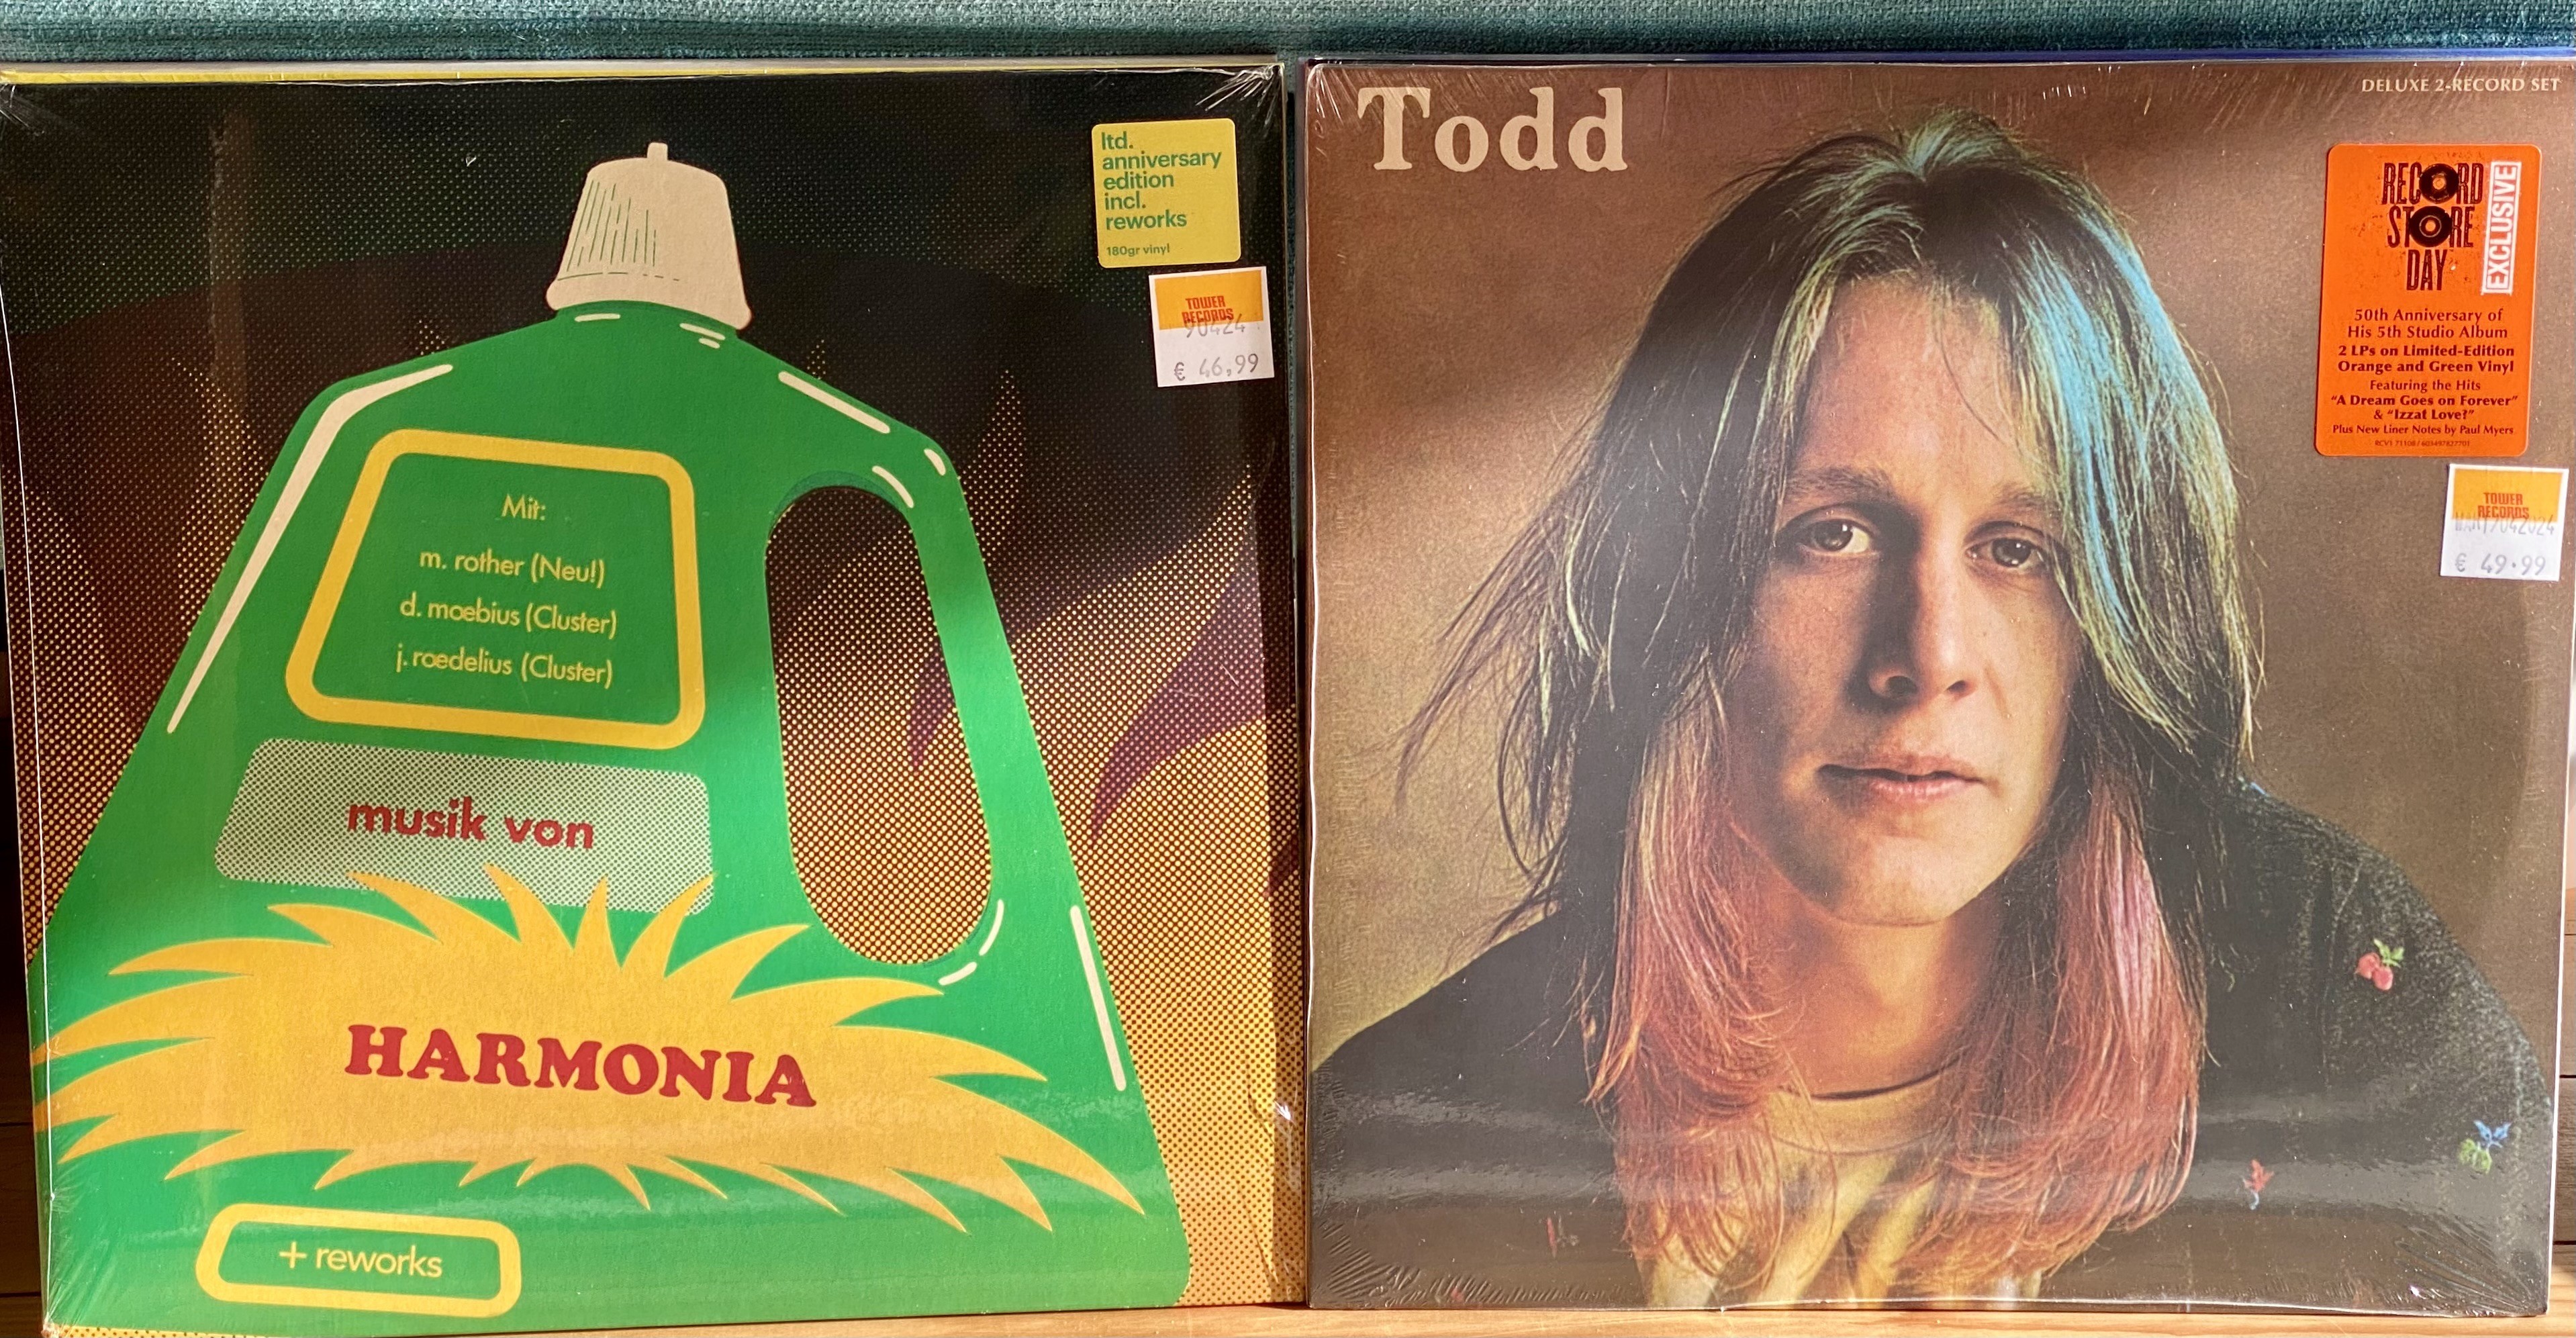 ltd.
anniversary
edition
incl.
reworks
180gr vinyl
TOWER
RECORDS
90424
€ 46,99
Mit:
m. rother (Neu!)
d. moebius (Cluster)
j. roedelius (Cluster)
musik von
HARMONIA
+ reworks
Todd
DELUXE 2-RECORD SET
RECORD
STORE
DAY
EXCLUSIVE
50th Anniversary of
His 5th Studio Album
2 LPs on Limited-Edition
Orange and Green Vinyl
Featuring the Hits
“A Dream Goes on Forever”
& “Izzat Love?”
Plus New Liner Notes by Paul Myers
TOWER
RECORDS
€ 49.99